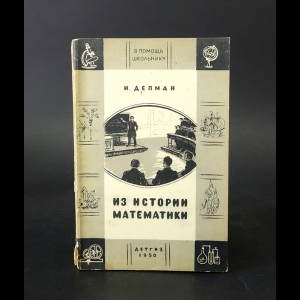 В ПОМОЩЬ
ШКОЛЬНИКУ
И. ДЕПМАН
ИЗ ИСТОРИИ
МАТЕМАТИКИ
ДЕТГИЗ
1950